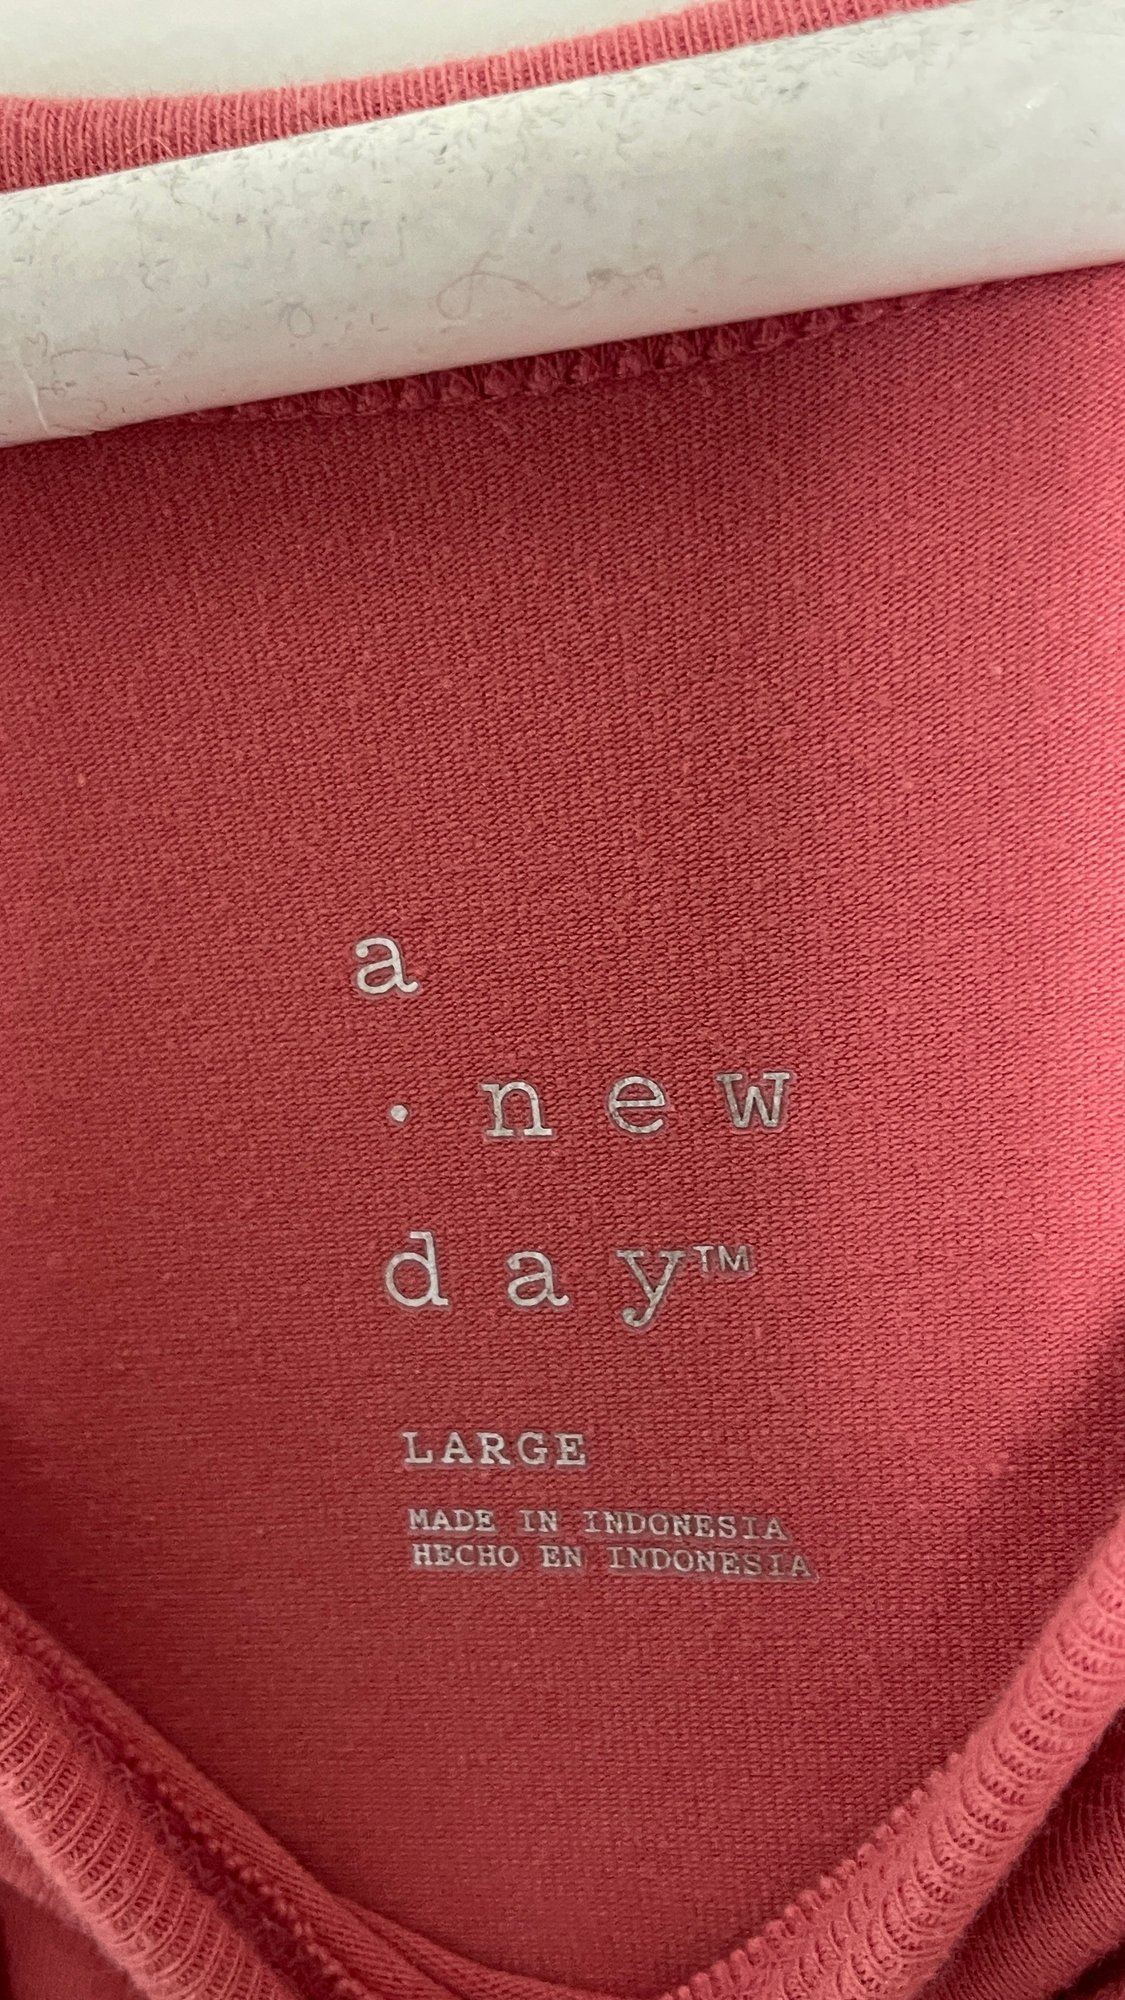 a
· new
day™
LARGE
MADE IN INDONESIA
HECHO EN INDONESIA